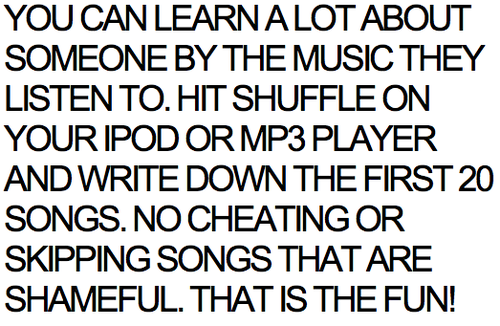 YOU CAN LEARN A LOT ABOUT
SOMEONE BY THE MUSIC THEY
LISTEN TO. HIT SHUFFLE ON
YOUR IPOD OR MP3 PLAYER
AND WRITE DOWN THE FIRST 20
SONGS. NO CHEATING OR
SKIPPING SONGS THAT ARE
SHAMEFUL. THAT IS THE FUN!